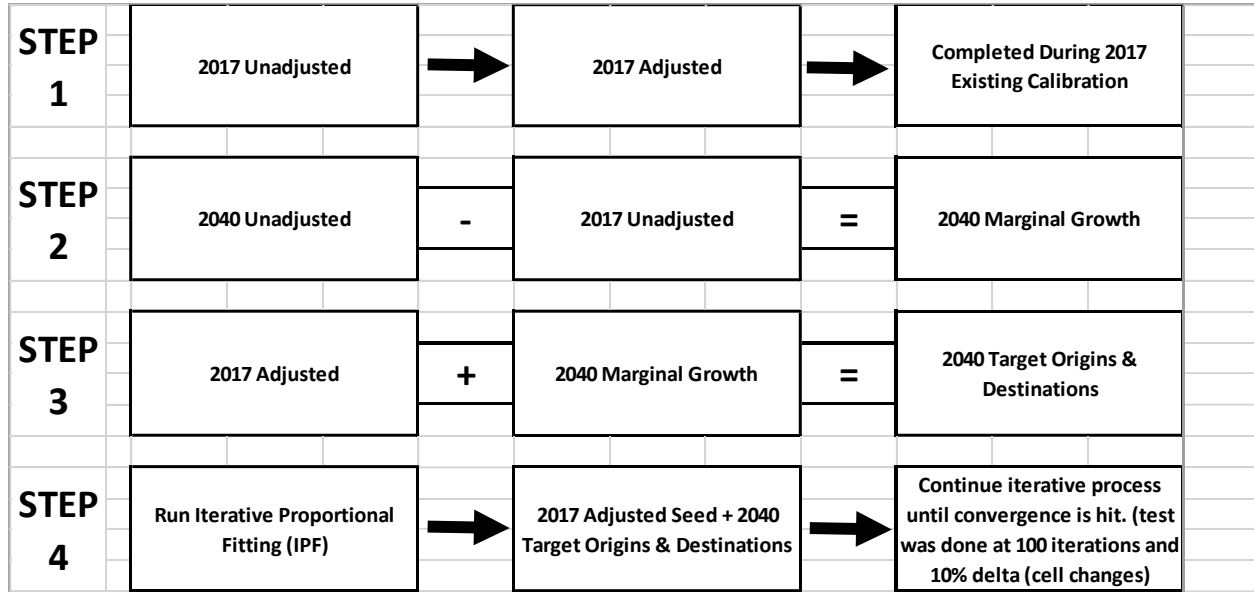 STEP
1
2017 Unadjusted
2017 Adjusted
Completed During 2017
Existing Calibration
STEP
2
2040 Unadjusted
-
2017 Unadjusted
=
2040 Marginal Growth
STEP
3
2017 Adjusted
+
2040 Marginal Growth
=
2040 Target Origins &
Destinations
STEP
4
Run Iterative Proportional
Fitting (IPF)
2017 Adjusted Seed + 2040
Target Origins & Destinations
Continue iterative process
until convergence is hit. (test
was done at 100 iterations and
10% delta (cell changes)